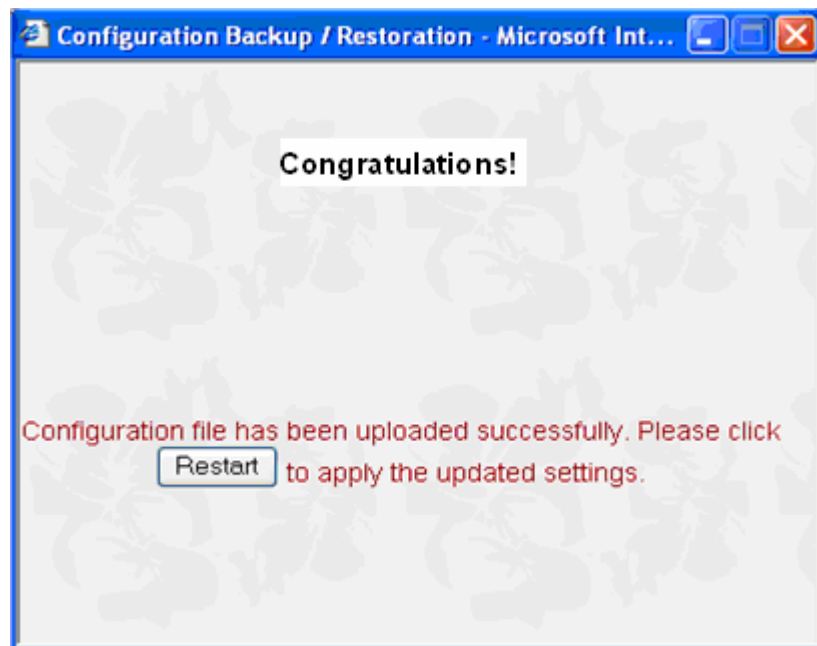 Configuration Backup / Restoration - Microsoft Int...
Congratulations!
Configuration file has been uploaded successfully. Please click
Restart to apply the updated settings.